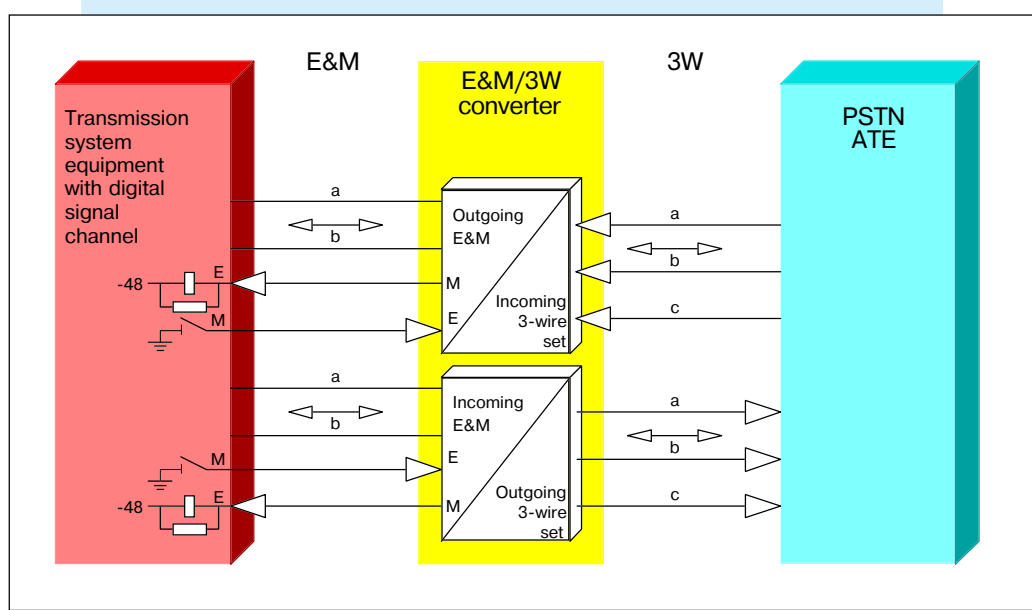 E&M
3W
Transmission
system
equipment
with digital
signal
channel
E&M/3W
converter
PSTN
ATE
a
b
-48
E
M
Outgoing
E&M
M
E
Incoming
3-wire
set
a
b
c
a
b
M
-48
E
Incoming
E&M
E
M
Outgoing
3-wire
set
a
b
c